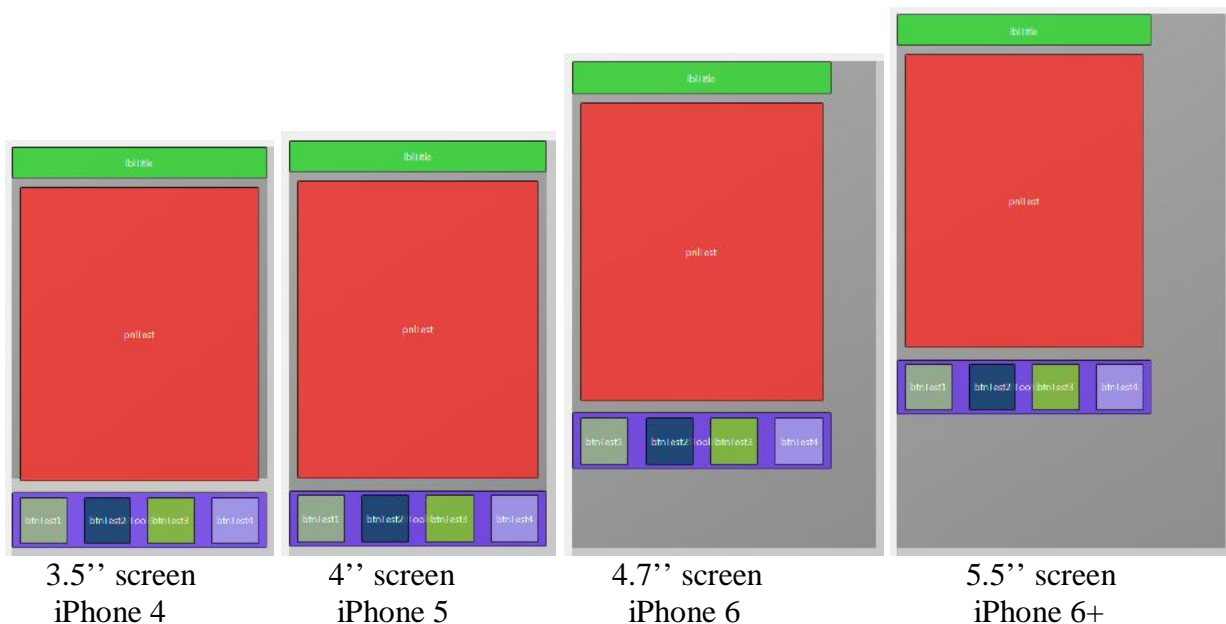 lblTitle
pnlTest
btnTest1 btnTest2 btnTest3 btnTest4
lblTitle
pnlTest
btnTest1 btnTest2 btnTest3 btnTest4
lblTitle
pnlTest
btnTest1 btnTest2 btnTest3 btnTest4
lblTitle
pnlTest
btnTest1 btnTest2 btnTest3 btnTest4
3.5’’ screen
iPhone 4
4’’ screen
iPhone 5
4.7’’ screen
iPhone 6
5.5’’ screen
iPhone 6+